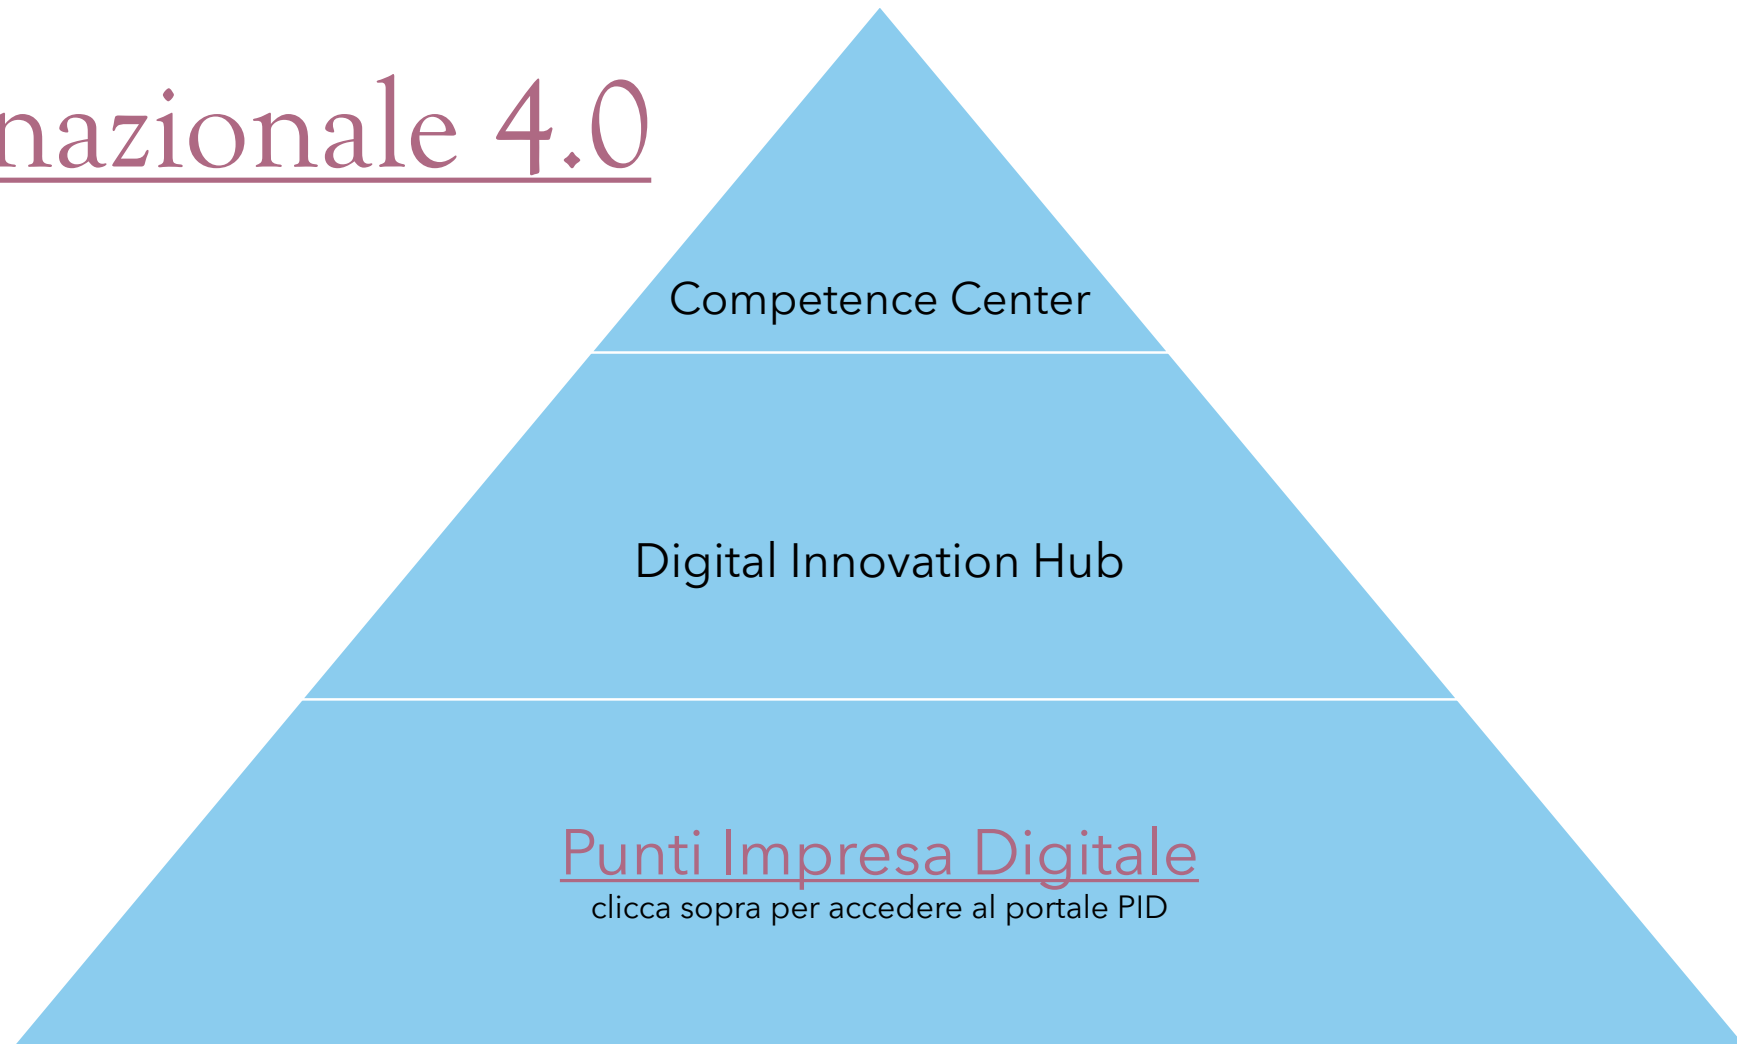 nazionale 4.0
Competence Center
Digital Innovation Hub
Punti Impresa Digitale
clicca sopra per accedere al portale PID